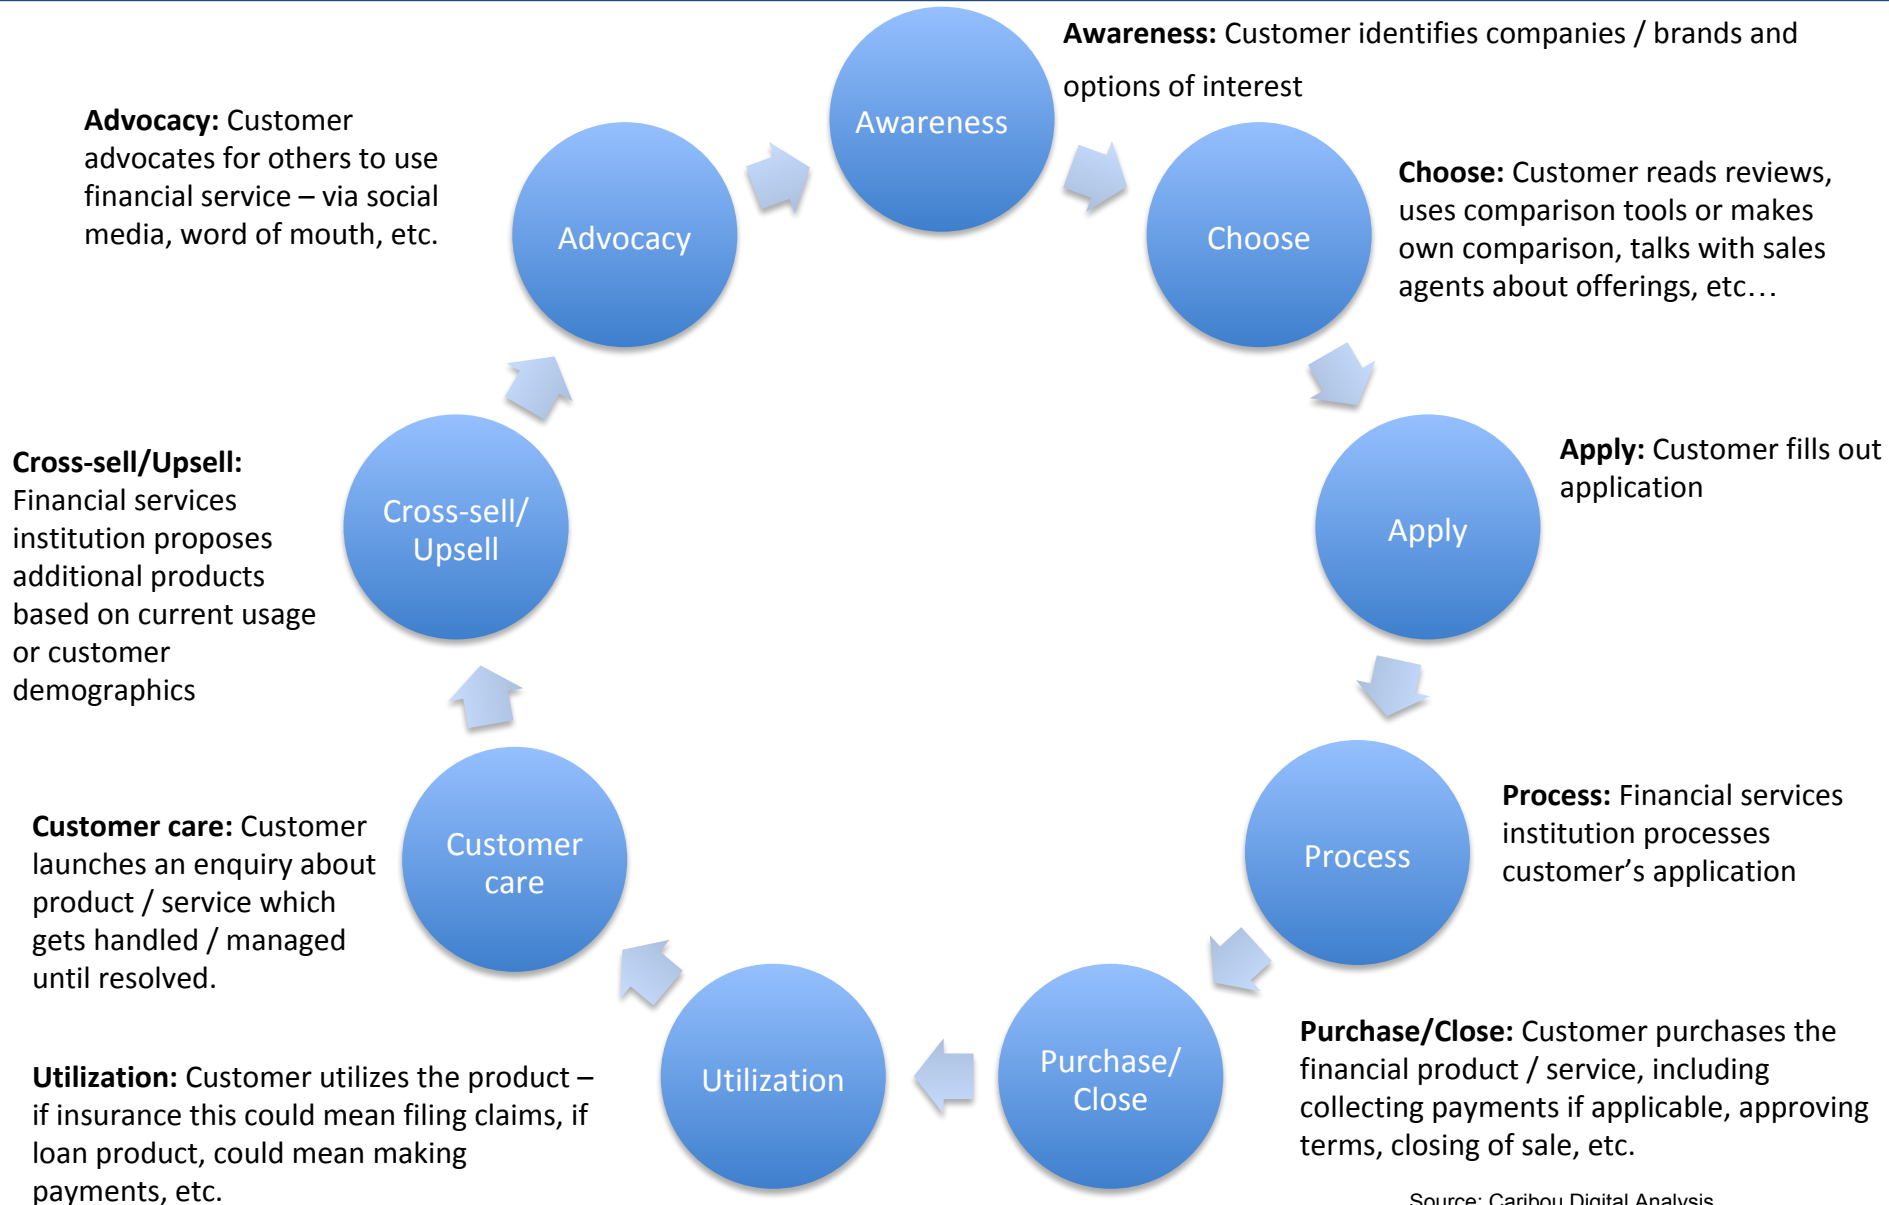 Awareness: Customer identifies companies / brands and
options of interest
Awareness
Advocacy: Customer
advocates for others to use
financial service – via social
media, word of mouth, etc.
Advocacy
Choose
Choose: Customer reads reviews,
uses comparison tools or makes
own comparison, talks with sales
agents about offerings, etc…
Cross-sell/Upsell:
Financial services
institution proposes
additional products
based on current usage
or customer
demographics
Cross-sell/
Upsell
Apply
Apply: Customer fills out
application
Customer care: Customer
launches an enquiry about
product / service which
gets handled / managed
until resolved.
Customer
care
Process
Process: Financial services
institution processes
customer’s application
Utilization: Customer utilizes the product –
if insurance this could mean filing claims, if
loan product, could mean making
payments, etc.
Utilization
Purchase/
Close
Purchase/Close: Customer purchases the
financial product / service, including
collecting payments if applicable, approving
terms, closing of sale, etc.
Source: Caribou Digital Analysis